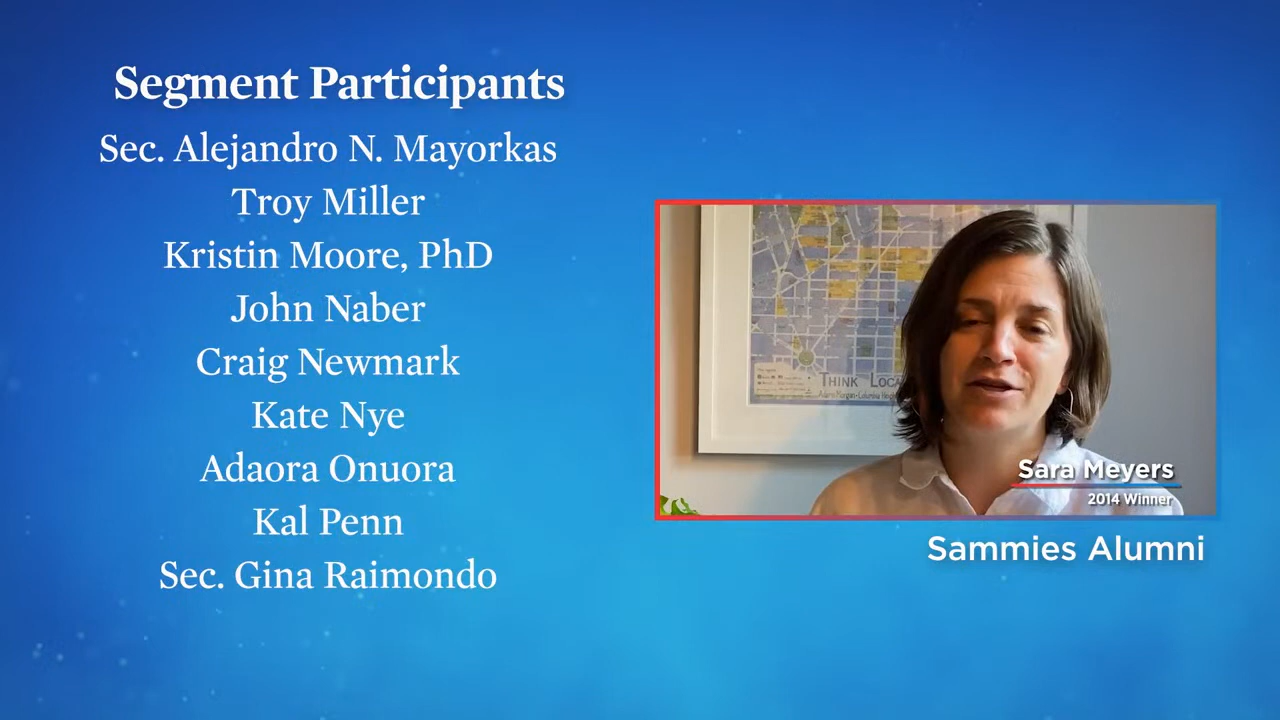 Segment Participants
Sec. Alejandro N. Mayorkas
Troy Miller
Kristin Moore, PhD
John Naber
Craig Newmark
Kate Nye
Adaora Onuora
Kal Penn
Sec. Gina Raimondo
THINK LOCA
Sara Meyers
2014 Winner
Sammies Alumni